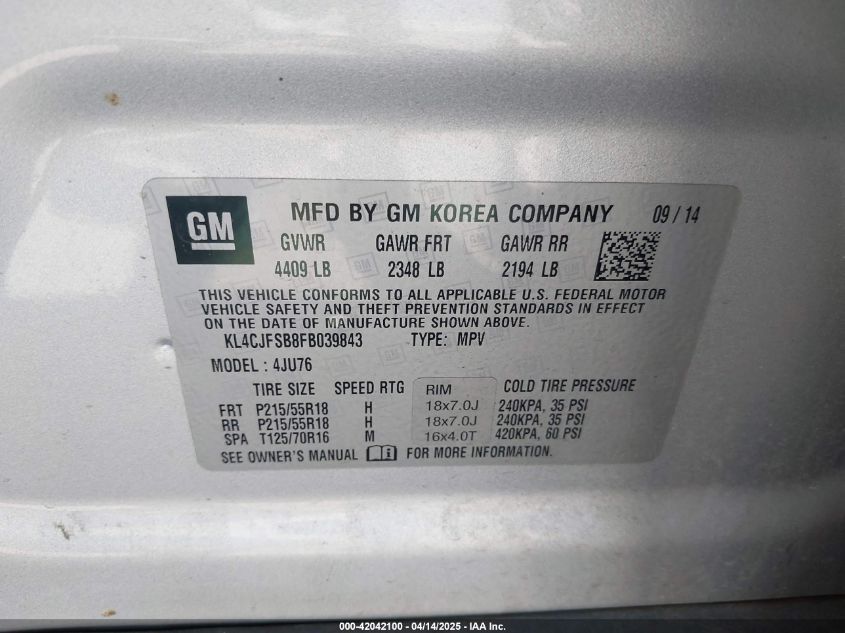 GM
MFD BY GM KOREA COMPANY 09 / 14
GVWR GAWR FRT GAWR RR
4409 LB 2348 LB 2194 LB
THIS VEHICLE CONFORMS TO ALL APPLICABLE U.S. FEDERAL MOTOR
VEHICLE SAFETY AND THEFT PREVENTION STANDARDS IN EFFECT
ON THE DATE OF MANUFACTURE SHOWN ABOVE.
KL4CJFSB8FB039843 TYPE: MPV
MODEL : 4JU76
TIRE SIZE SPEED RTG RIM COLD TIRE PRESSURE
FRT P215/55R18 H 18x7.0J 240KPA, 35 PSI
RR P215/55R18 H 18x7.0J 240KPA, 35 PSI
SPA T125/70R16 M 16x4.0T 420KPA, 60 PSI
SEE OWNER'S MANUAL i FOR MORE INFORMATION.
000-42042100 - 04/14/2025 - IAA Inc.